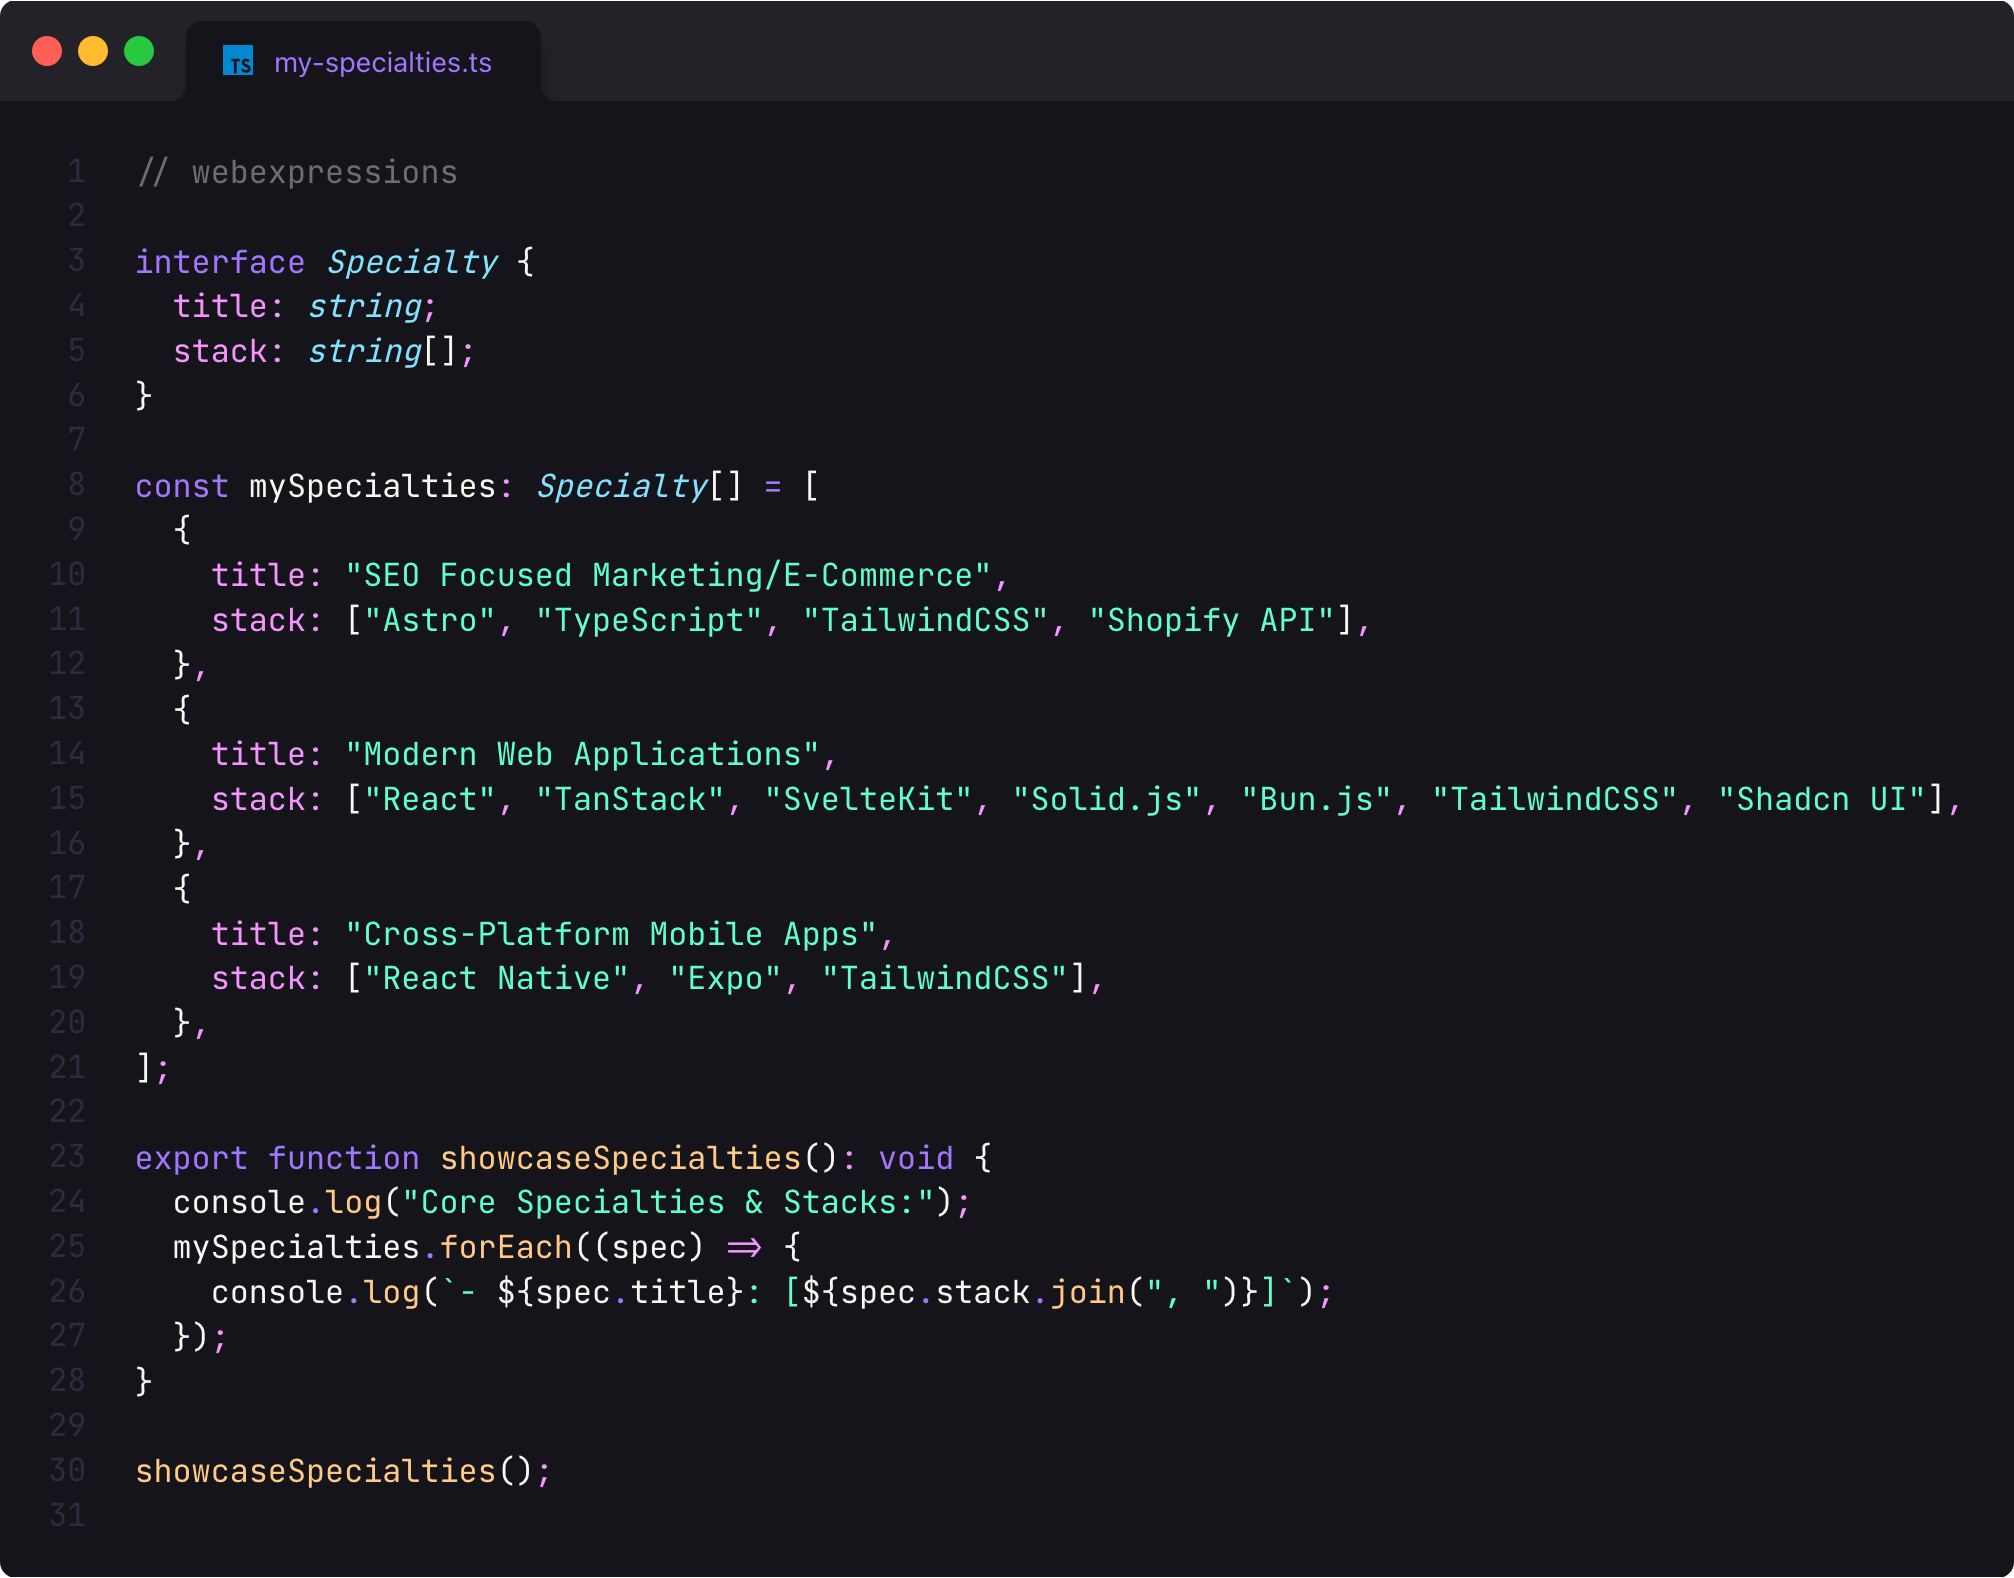 TS my-specialties.ts
1 // webexpressions
2
3 interface Specialty {
4   title: string;
5   stack: string[];
6 }
7
8 const mySpecialties: Specialty[] = [
9   {
10     title: "SEO Focused Marketing/E-Commerce",
11     stack: ["Astro", "TypeScript", "TailwindCSS", "Shopify API"],
12   },
13   {
14     title: "Modern Web Applications",
15     stack: ["React", "TanStack", "SvelteKit", "Solid.js", "Bun.js", "TailwindCSS", "Shadcn UI"],
16   },
17   {
18     title: "Cross-Platform Mobile Apps",
19     stack: ["React Native", "Expo", "TailwindCSS"],
20   },
21 ];
22
23 export function showcaseSpecialties(): void {
24   console.log("Core Specialties & Stacks:");
25   mySpecialties.forEach((spec) => {
26     console.log(`- ${spec.title}: [${spec.stack.join(", ")}]`);
27   });
28 }
29
30 showcaseSpecialties();
31